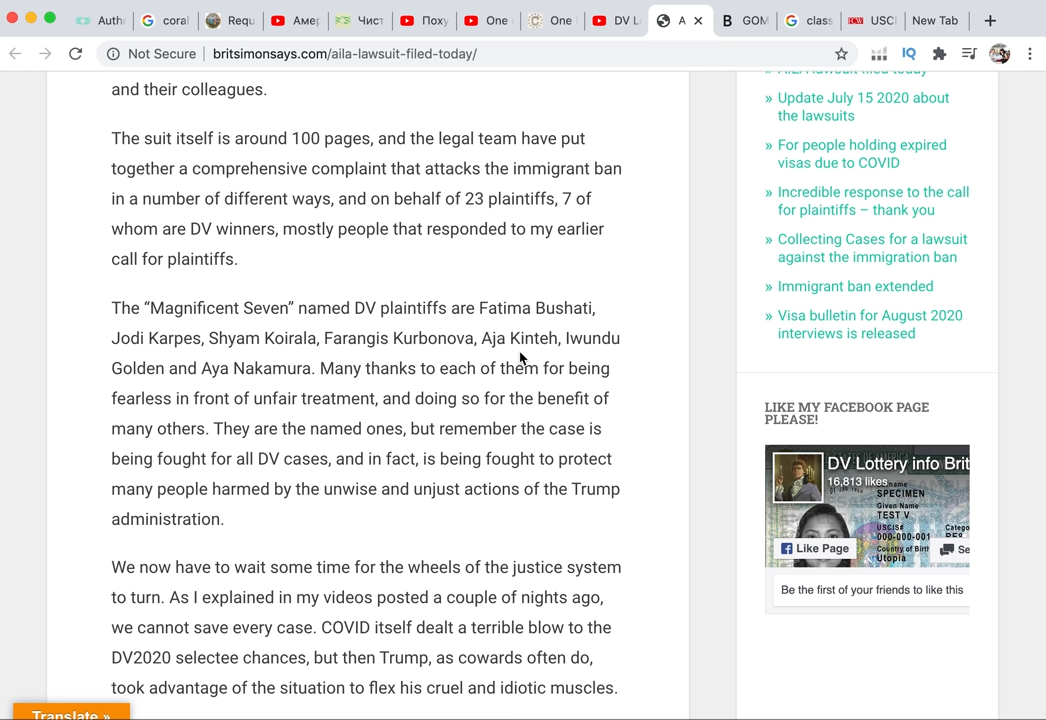 Auth
coral
Requ
Амер
Чист
Поху
One
One
DV L
A
GOM
class
USCI
New Tab
Not Secure
britsimonsays.com/aila-lawsuit-filed-today/
and their colleagues.
The suit itself is around 100 pages, and the legal team have put
together a comprehensive complaint that attacks the immigrant ban
in a number of different ways, and on behalf of 23 plaintiffs, 7 of
whom are DV winners, mostly people that responded to my earlier
call for plaintiffs.
The “Magnificent Seven” named DV plaintiffs are Fatima Bushati,
Jodi Karpes, Shyam Koirala, Farangis Kurbonova, Aja Kinteh, Iwundu
Golden and Aya Nakamura. Many thanks to each of them for being
fearless in front of unfair treatment, and doing so for the benefit of
many others. They are the named ones, but remember the case is
being fought for all DV cases, and in fact, is being fought to protect
many people harmed by the unwise and unjust actions of the Trump
administration.
We now have to wait some time for the wheels of the justice system
to turn. As I explained in my videos posted a couple of nights ago,
we cannot save every case. COVID itself dealt a terrible blow to the
DV2020 selectee chances, but then Trump, as cowards often do,
took advantage of the situation to flex his cruel and idiotic muscles.
Translate »
» AILA lawsuit filed today
» Update July 15 2020 about
the lawsuits
» For people holding expired
visas due to COVID
» Incredible response to the call
for plaintiffs – thank you
» Collecting Cases for a lawsuit
against the immigration ban
» Immigrant ban extended
» Visa bulletin for August 2020
interviews is released
LIKE MY FACEBOOK PAGE
PLEASE!
DV Lottery info Brit
16,813 likes
SPECIMEN
Given Name
TEST V
USCIS#
000-000-001
Catego
Country of Birth
Utopia
Like Page
Se
Be the first of your friends to like this